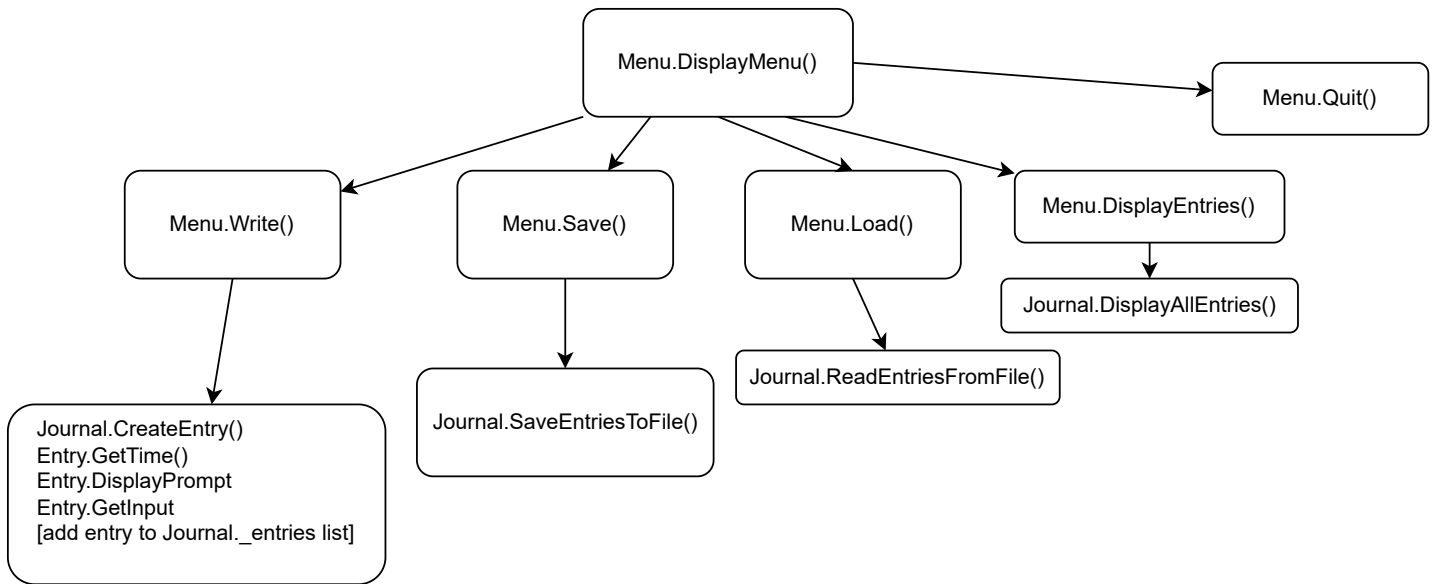 Menu.DisplayMenu()
Menu.Quit()
Menu.Write()
Menu.Save()
Menu.Load()
Menu.DisplayEntries()
Journal.DisplayAllEntries()
Journal.ReadEntriesFromFile()
Journal.SaveEntriesToFile()
Journal.CreateEntry()
Entry.GetTime()
Entry.DisplayPrompt
Entry.GetInput
[add entry to Journal._entries list]